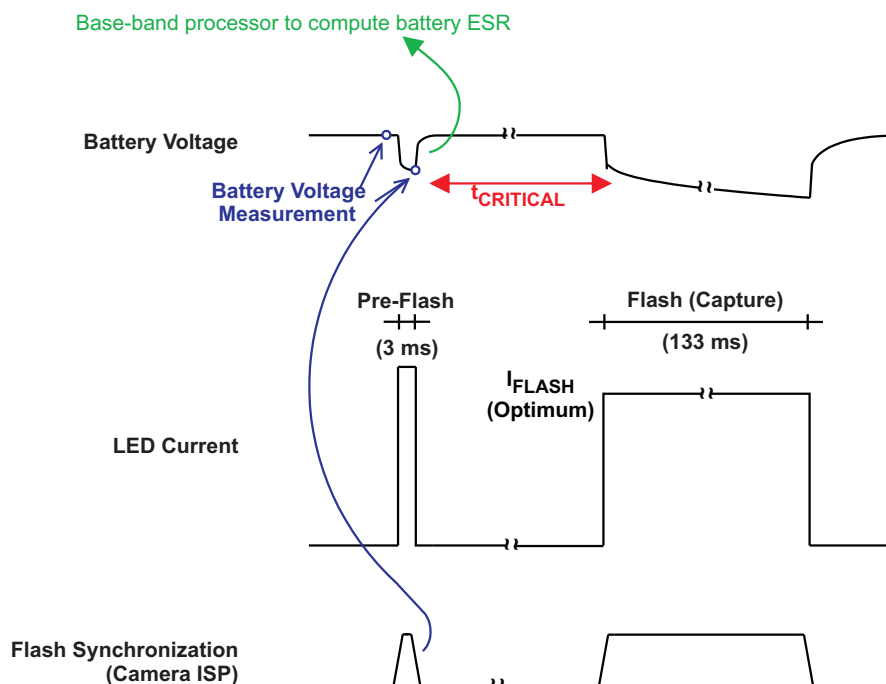 Base-band processor to compute battery ESR
Battery Voltage
Battery Voltage
Measurement
tCRITICAL
Pre-Flash
(3 ms)
Flash (Capture)
(133 ms)
IFLASH
(Optimum)
LED Current
Flash Synchronization
(Camera ISP)